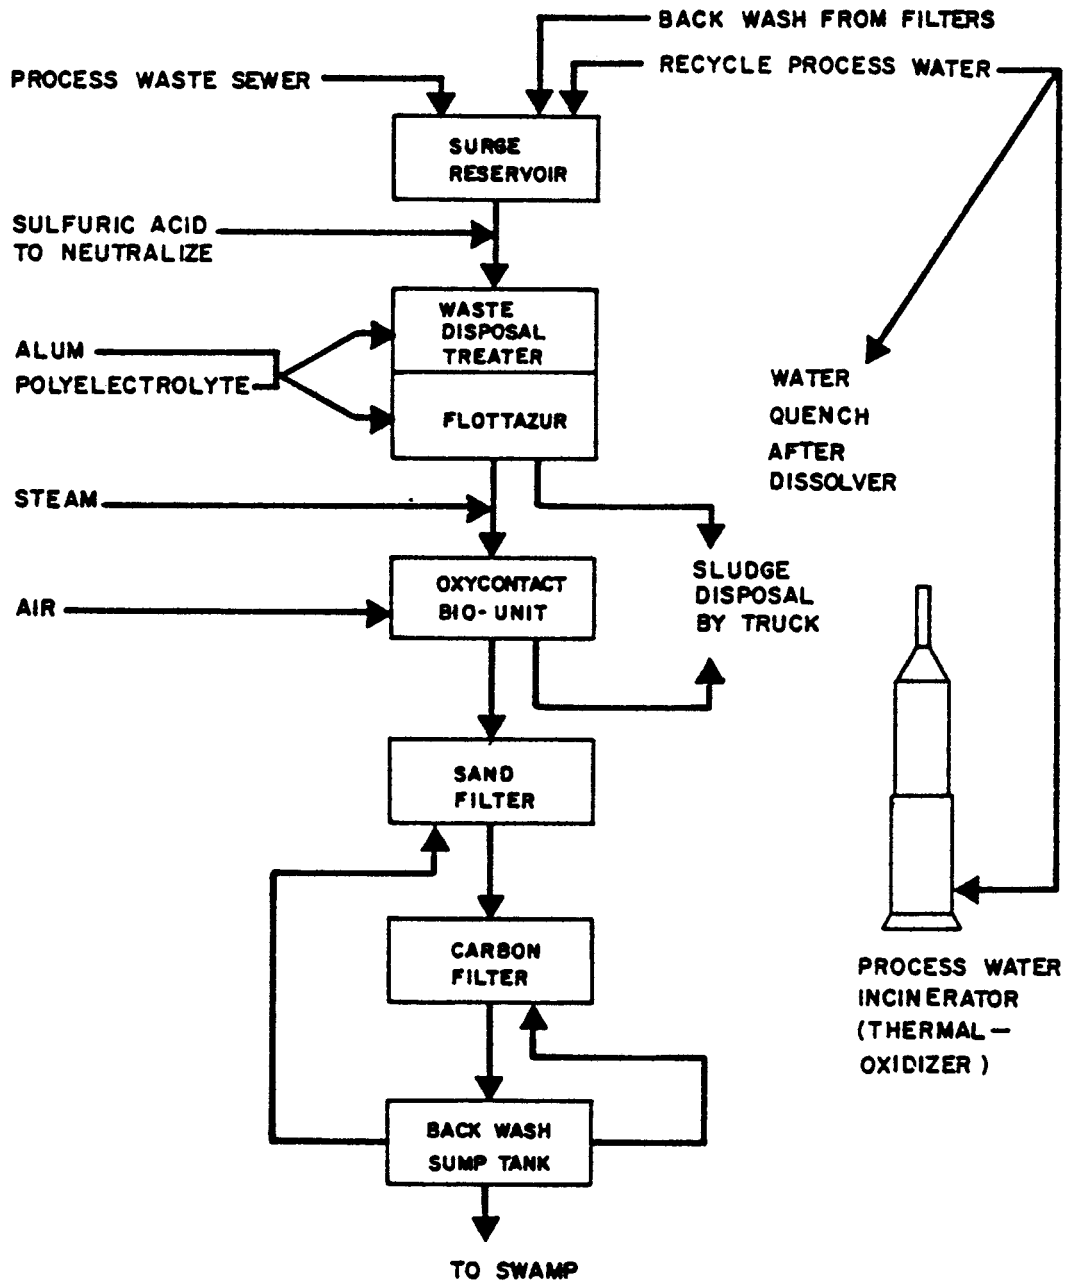 BACK WASH FROM FILTERS
RECYCLE PROCESS WATER
PROCESS WASTE SEWER
SURGE
RESERVOIR
SULFURIC ACID
TO NEUTRALIZE
WASTE
DISPOSAL
TREATER
ALUM
POLYELECTROLYTE
FLOTTAZUR
WATER
QUENCH
AFTER
DISSOLVER
STEAM
SLUDGE
DISPOSAL
BY TRUCK
OXYCONTACT
BIO-UNIT
AIR
SAND
FILTER
CARBON
FILTER
PROCESS WATER
INCINERATOR
(THERMAL-
OXIDIZER)
BACK WASH
SUMP TANK
TO SWAMP